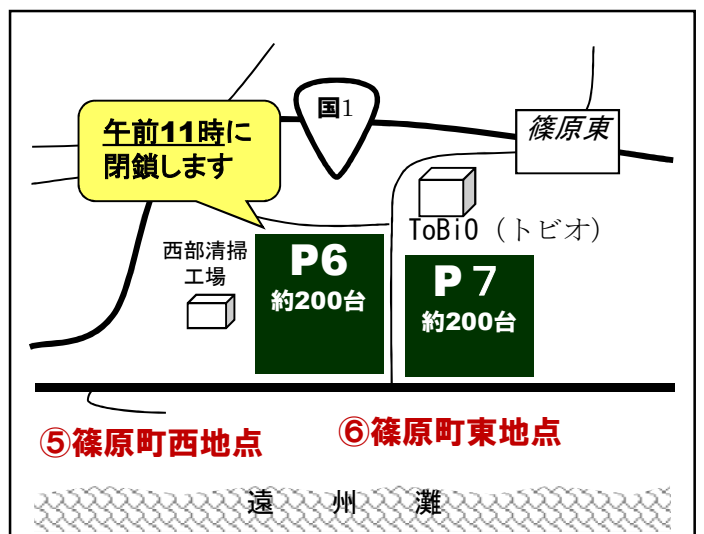 国1
午前11時に
閉鎖します
篠原東
ToBiO (トビオ)
西部清掃
工場
P6
約200台
P７
約200台
⑤篠原町西地点
⑥篠原町東地点
遠州灘